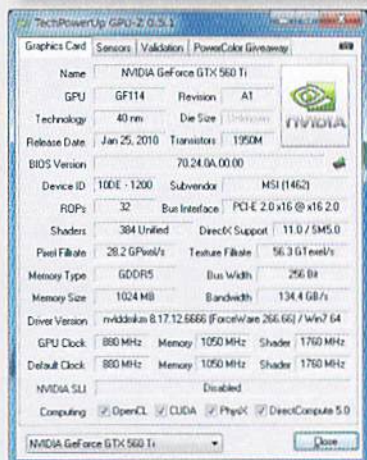 TechPowerUp GPU-Z 0.5.1
Graphics Card Sensors Validation PowerColor Giveaway
Name NVIDIA GeForce GTX 560 Ti
GPU GF114 Revision A1
Technology 40 nm Die Size Unknown
NVIDIA
Release Date Jan 25, 2010 Transistors 1950M
BIOS Version 70.24.0A.00.00
Device ID 10DE - 1200 Subvendor MSI (1462)
ROPs 32 Bus Interface PCI-E 2.0 x16 @ x16 2.0
Shaders 384 Unified DirectX Support 11.0 / SM5.0
Pixel Fillrate 28.2 GPixel/s Texture Fillrate 56.3 GTexel/s
Memory Type GDDR5 Bus Width 256 Bit
Memory Size 1024 MB Bandwidth 134.4 GB/s
Driver Version nvlddmkm 8.17.12.6666 (ForceWare 266.66) / Win7 64
GPU Clock 880 MHz Memory 1050 MHz Shader 1760 MHz
Default Clock 880 MHz Memory 1050 MHz Shader 1760 MHz
NVIDIA SLI Disabled
Computing OpenCL CUDA PhysX DirectCompute 5.0
NVIDIA GeForce GTX 560 Ti Close